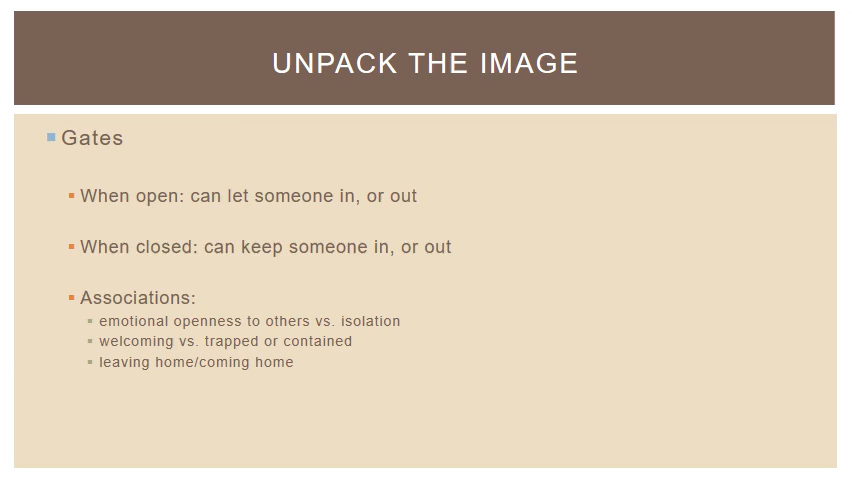 UNPACK THE IMAGE
Gates
When open: can let someone in, or out
When closed: can keep someone in, or out
Associations:
emotional openness to others vs. isolation
welcoming vs. trapped or contained
leaving home/coming home